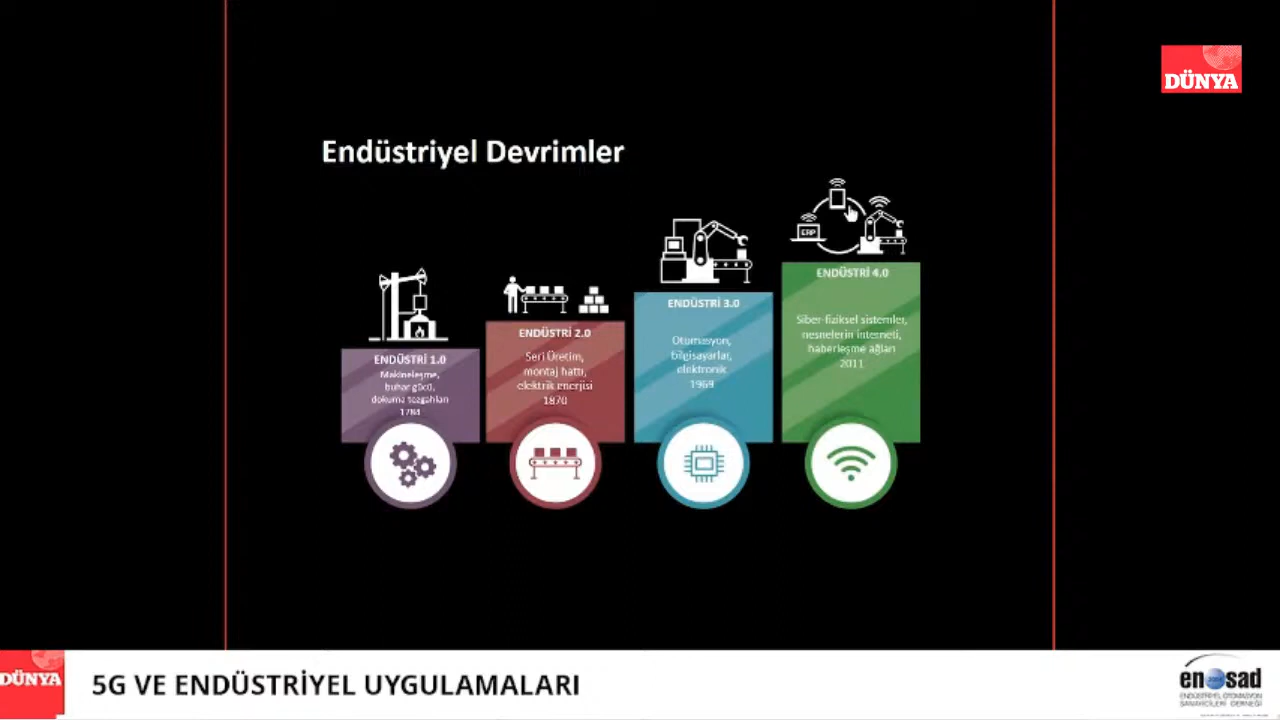 DÜNYA
Endüstriyel Devrimler
ERP
ENDÜSTRİ 4.0
Siber-fiziksel sistemler,
nesnelerin interneti,
haberleşme ağları
2011
ENDÜSTRİ 3.0
Otomasyon,
bilgisayarlar,
elektronik
1969
ENDÜSTRİ 2.0
Seri Üretim,
montaj hattı,
elektrik enerjisi
1870
ENDÜSTRİ 1.0
Makineleşme,
buhar gücü,
dokuma tezgahları
1784
DÜNYA
5G VE ENDÜSTRİYEL UYGULAMALARI
enosad
ENDÜSTRİYEL OTOMASYON
SANAYİCİLERİ DERNEĞİ